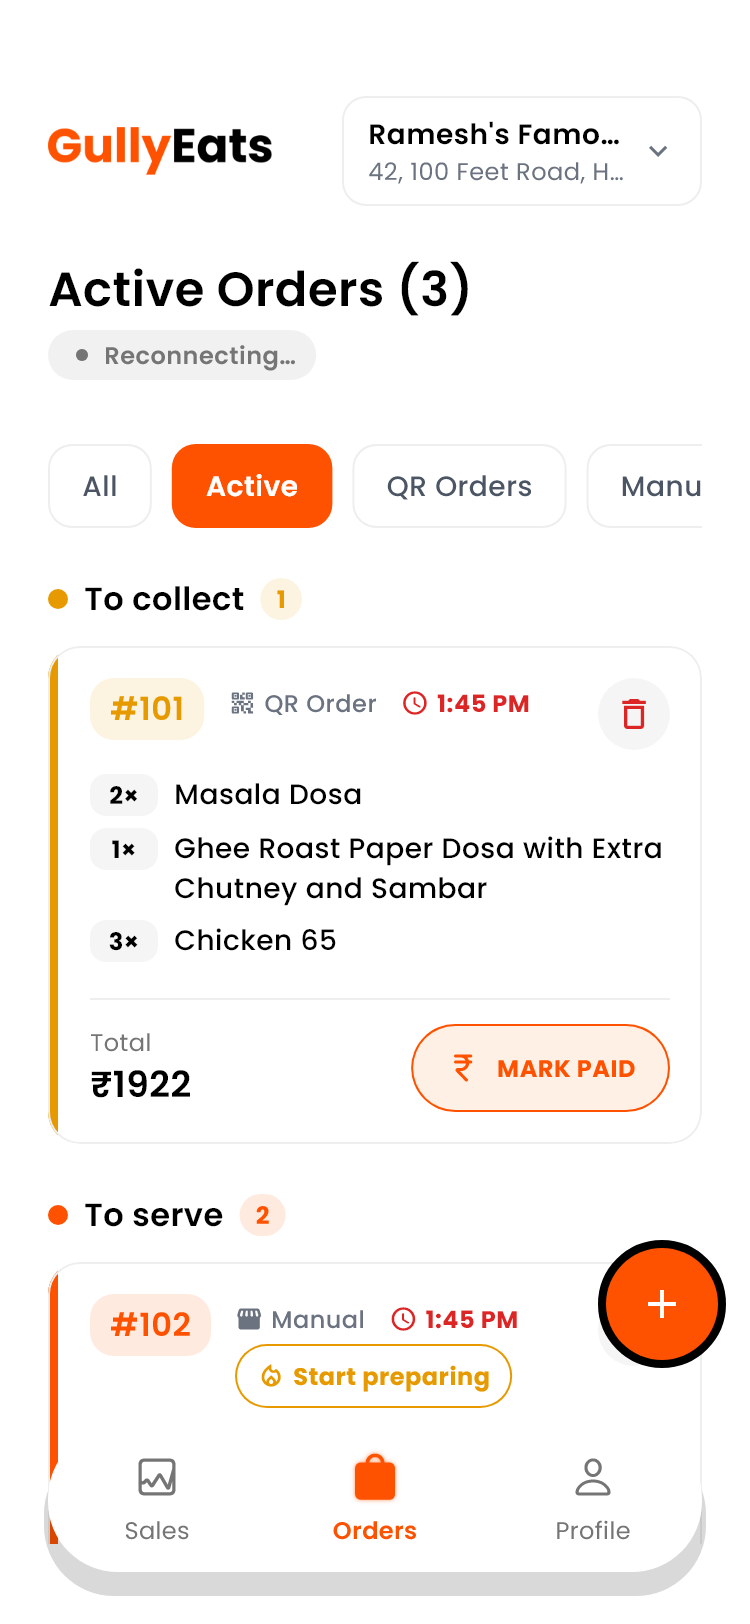 GullyEats
Ramesh's Famo...
42, 100 Feet Road, H...
Active Orders (3)
Reconnecting...
All
Active
QR Orders
Manu
To collect 1
#101 QR Order 1:45 PM
2× Masala Dosa
1× Ghee Roast Paper Dosa with Extra
Chutney and Sambar
3× Chicken 65
Total
₹1922
₹ MARK PAID
To serve 2
#102 Manual 1:45 PM
Start preparing
Sales
Orders
Profile